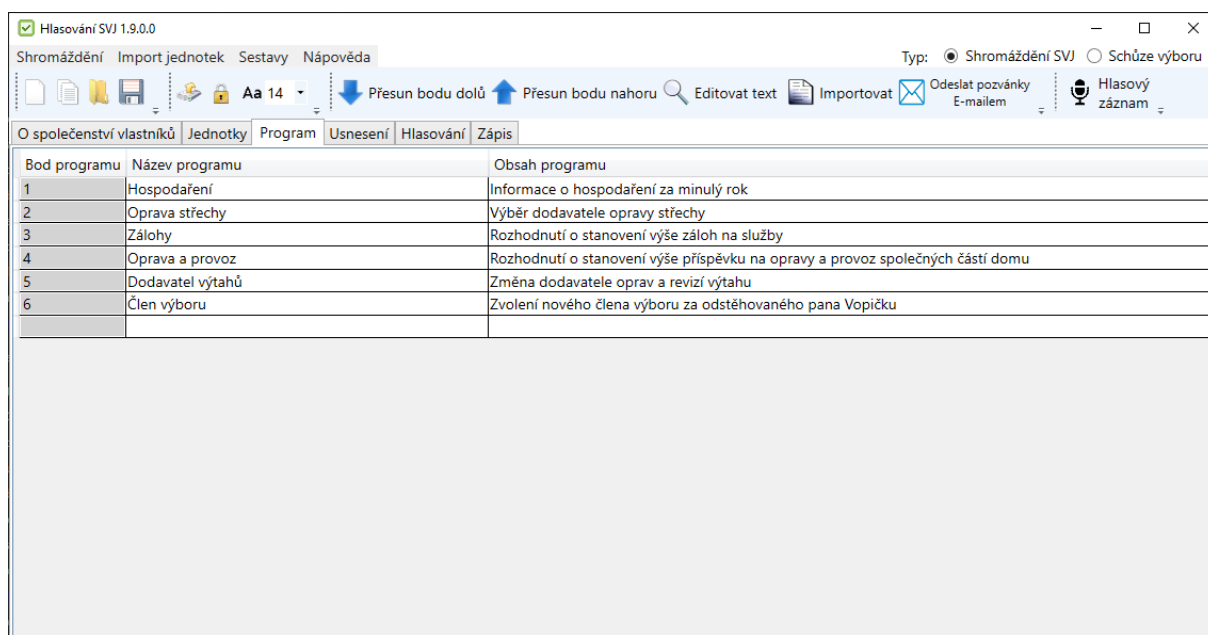 Hlasování SVJ 1.9.0.0
Shromáždění Import jednotek Sestavy Nápověda Typ: Shromáždění SVJ Schůze výboru
Aa 14 Přesun bodu dolů Přesun bodu nahoru Editovat text Importovat Odeslat pozvánky Hlasový
E-mailem záznam
O společenství vlastníků Jednotky Program Usnesení Hlasování Zápis
Bod programu Název programu Obsah programu
1 Hospodaření Informace o hospodaření za minulý rok
2 Oprava střechy Výběr dodavatele opravy střechy
3 Zálohy Rozhodnutí o stanovení výše záloh na služby
4 Oprava a provoz Rozhodnutí o stanovení výše příspěvku na opravy a provoz společných částí domu
5 Dodavatel výtahů Změna dodavatele oprav a revizí výtahu
6 Člen výboru Zvolení nového člena výboru za odstěhovaného pana Vopičku